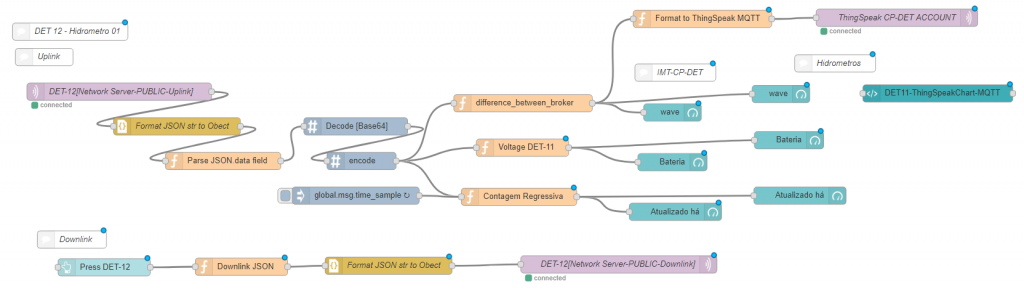 Format to ThingSpeak MQTT
ThingSpeak CP-DET ACCOUNT
connected
DET 12 - Hidrometro 01
Uplink
IMT-CP-DET
Hidrometros
DET-12[Network Server-PUBLIC-Uplink]
connected
difference_between_broker
wave
wave
DET11-ThingSpeakChart-MQTT
Format JSON str to Obect
Decode [Base64]
Parse JSON data field
encode
Voltage DET-11
Bateria
Bateria
global.msg.time_sample ↻
Contagem Regressiva
Atualizado há
Atualizado há
Downlink
Press DET-12
Downlink JSON
Format JSON str to Obect
DET-12[Network Server-PUBLIC-Downlink]
connected